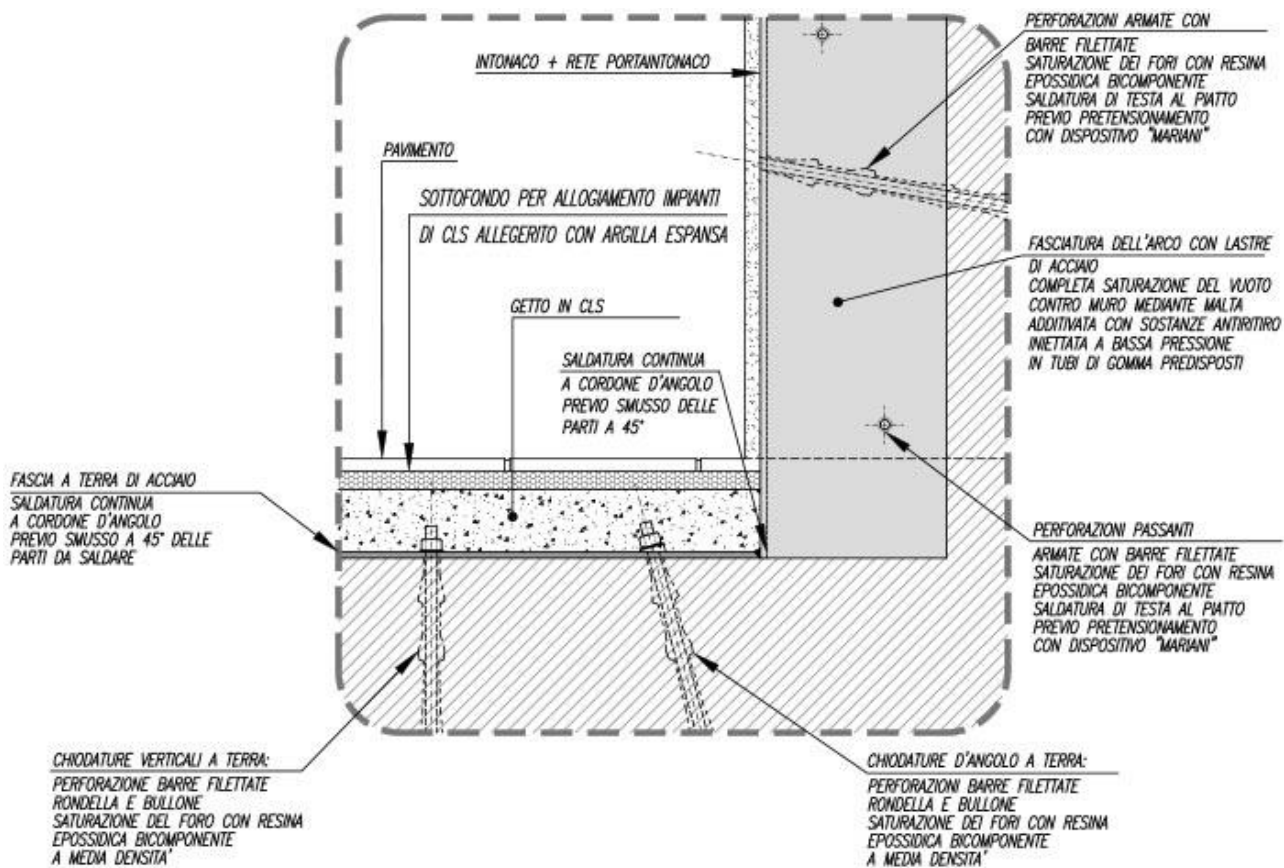 PERFORAZIONI ARMATE CON
BARRE FILETTATE
SATURAZIONE DEI FORI CON RESINA
EPOSSIDICA BICOMPONENTE
SALDATURA DI TESTA AL PIATTO
PREVIO PRETENSIONAMENTO
CON DISPOSITIVO "MARIANI"
INTONACO + RETE PORTAINTONACO
PAVIMENTO
SOTTOFONDO PER ALLOGIAMENTO IMPIANTI
DI CLS ALLEGERITO CON ARGILLA ESPANSA
FASCIATURA DELL'ARCO CON LASTRE
DI ACCIAIO
COMPLETA SATURAZIONE DEL VUOTO
CONTRO MURO MEDIANTE MALTA
ADDITIVATA CON SOSTANZE ANTIRITIRO
INIETTATA A BASSA PRESSIONE
IN TUBI DI GOMMA PREDISPOSTI
GETTO IN CLS
SALDATURA CONTINUA
A CORDONE D'ANGOLO
PREVIO SMUSSO DELLE
PARTI A 45°
FASCIA A TERRA DI ACCIAIO
SALDATURA CONTINUA
A CORDONE D'ANGOLO
PREVIO SMUSSO A 45° DELLE
PARTI DA SALDARE
PERFORAZIONI PASSANTI
ARMATE CON BARRE FILETTATE
SATURAZIONE DEI FORI CON RESINA
EPOSSIDICA BICOMPONENTE
SALDATURA DI TESTA AL PIATTO
PREVIO PRETENSIONAMENTO
CON DISPOSITIVO "MARIANI"
CHIODATURE VERTICALI A TERRA:
PERFORAZIONE BARRE FILETTATE
RONDELLA E BULLONE
SATURAZIONE DEL FORO CON RESINA
EPOSSIDICA BICOMPONENTE
A MEDIA DENSITA'
CHIODATURE D'ANGOLO A TERRA:
PERFORAZIONI BARRE FILETTATE
RONDELLA E BULLONE
SATURAZIONE DEI FORI CON RESINA
EPOSSIDICA BICOMPONENTE
A MEDIA DENSITA'